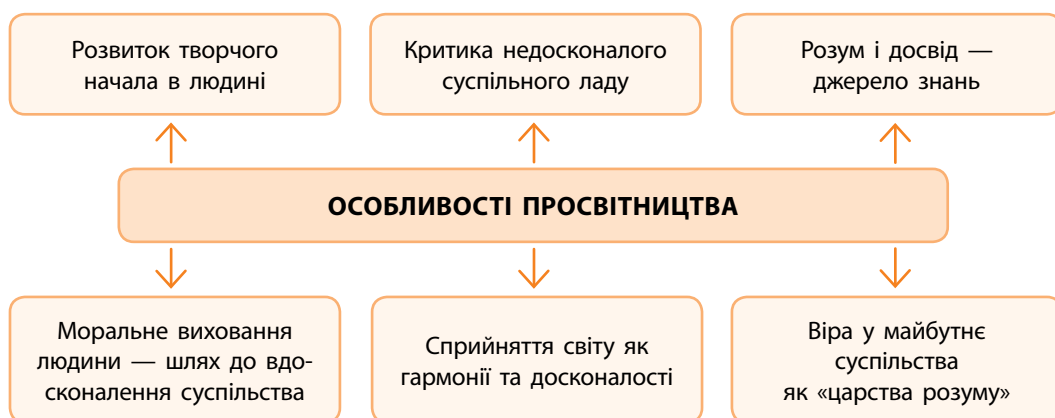 Розвиток творчого
начала в людині
Критика недосконалого
суспільного ладу
Розум і досвід —
джерело знань
ОСОБЛИВОСТІ ПРОСВІТНИЦТВА
Моральне виховання
людини — шлях до вдо-
сконалення суспільства
Сприйняття світу як
гармонії та досконалості
Віра у майбутнє
суспільства
як «царства розуму»